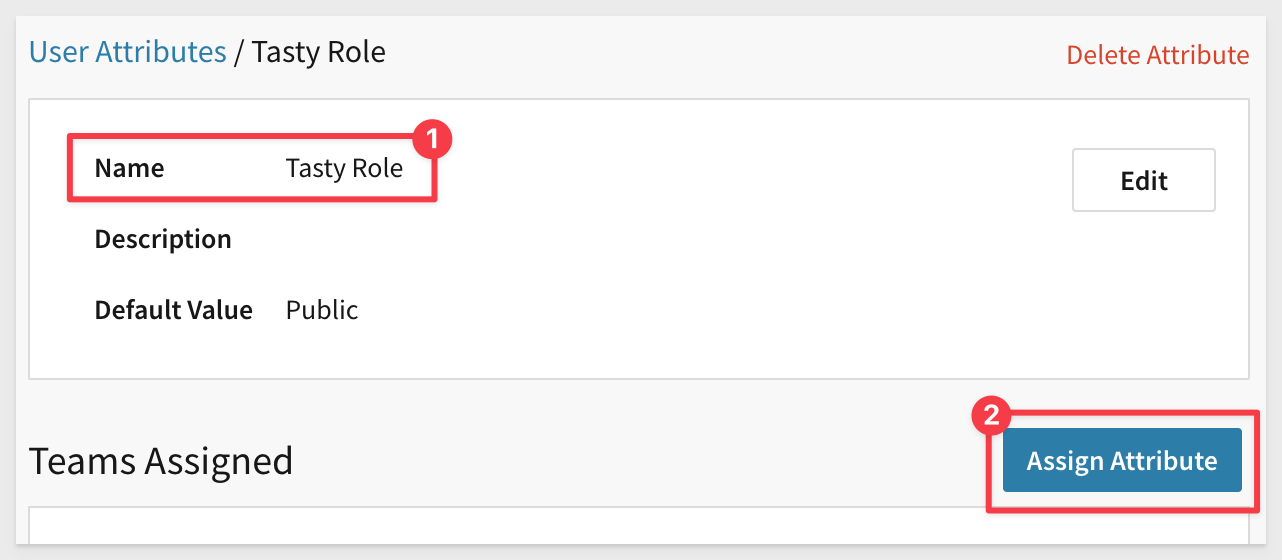 User Attributes / Tasty Role
Delete Attribute
1
Name Tasty Role
Edit
Description
Default Value Public
2
Teams Assigned
Assign Attribute